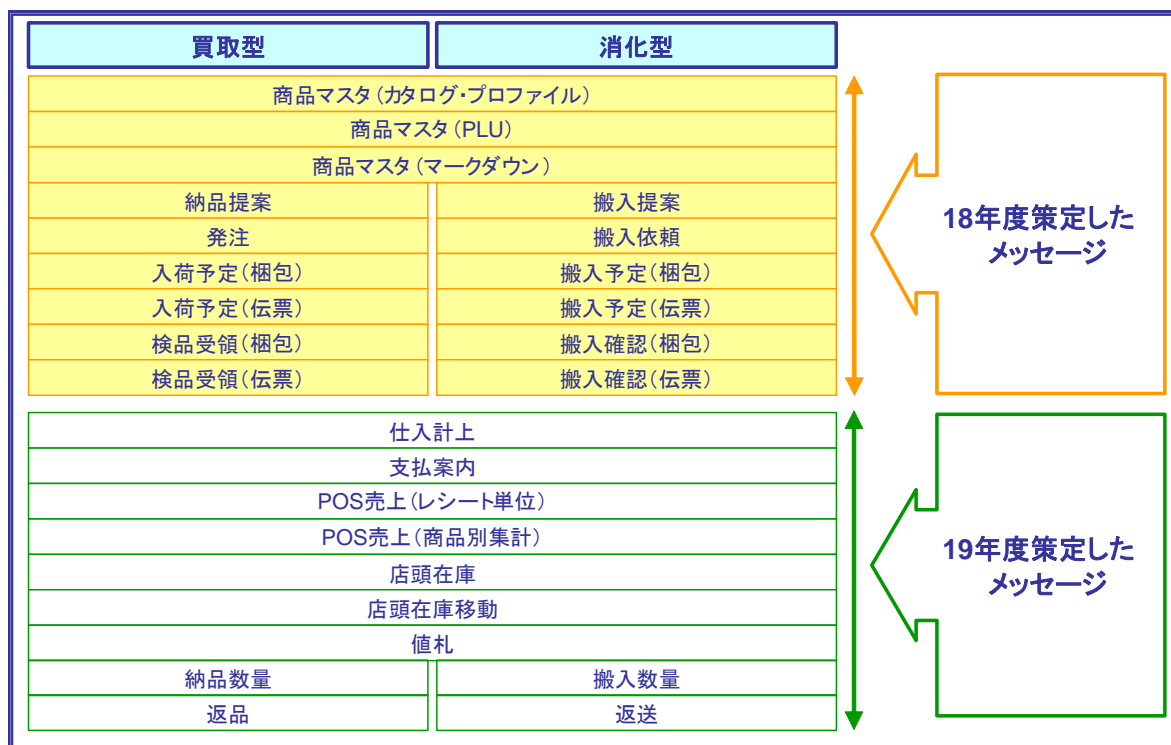 買取型
消化型
商品マスタ(カタログ・プロファイル)
商品マスタ(PLU)
商品マスタ(マークダウン)
納品提案
搬入提案
発注
搬入依頼
入荷予定(梱包)
搬入予定(梱包)
入荷予定(伝票)
搬入予定(伝票)
検品受領(梱包)
搬入確認(梱包)
検品受領(伝票)
搬入確認(伝票)
18年度策定した
メッセージ
仕入計上
支払案内
POS売上(レシート単位)
POS売上(商品別集計)
店頭在庫
店頭在庫移動
値札
納品数量
搬入数量
返品
返送
19年度策定した
メッセージ